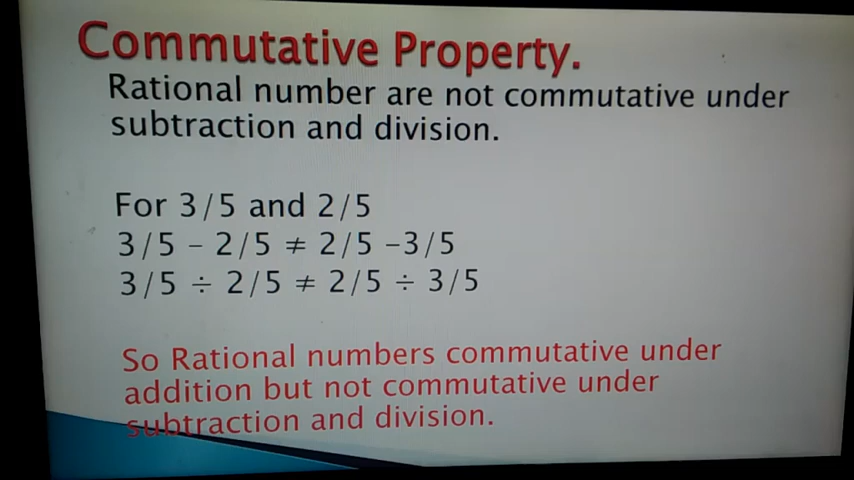 Commutative Property.
Rational number are not commutative under
subtraction and division.
For 3/5 and 2/5
3/5 – 2/5 ≠ 2/5 –3/5
3/5 ÷ 2/5 ≠ 2/5 ÷ 3/5
So Rational numbers commutative under
addition but not commutative under
subtraction and division.